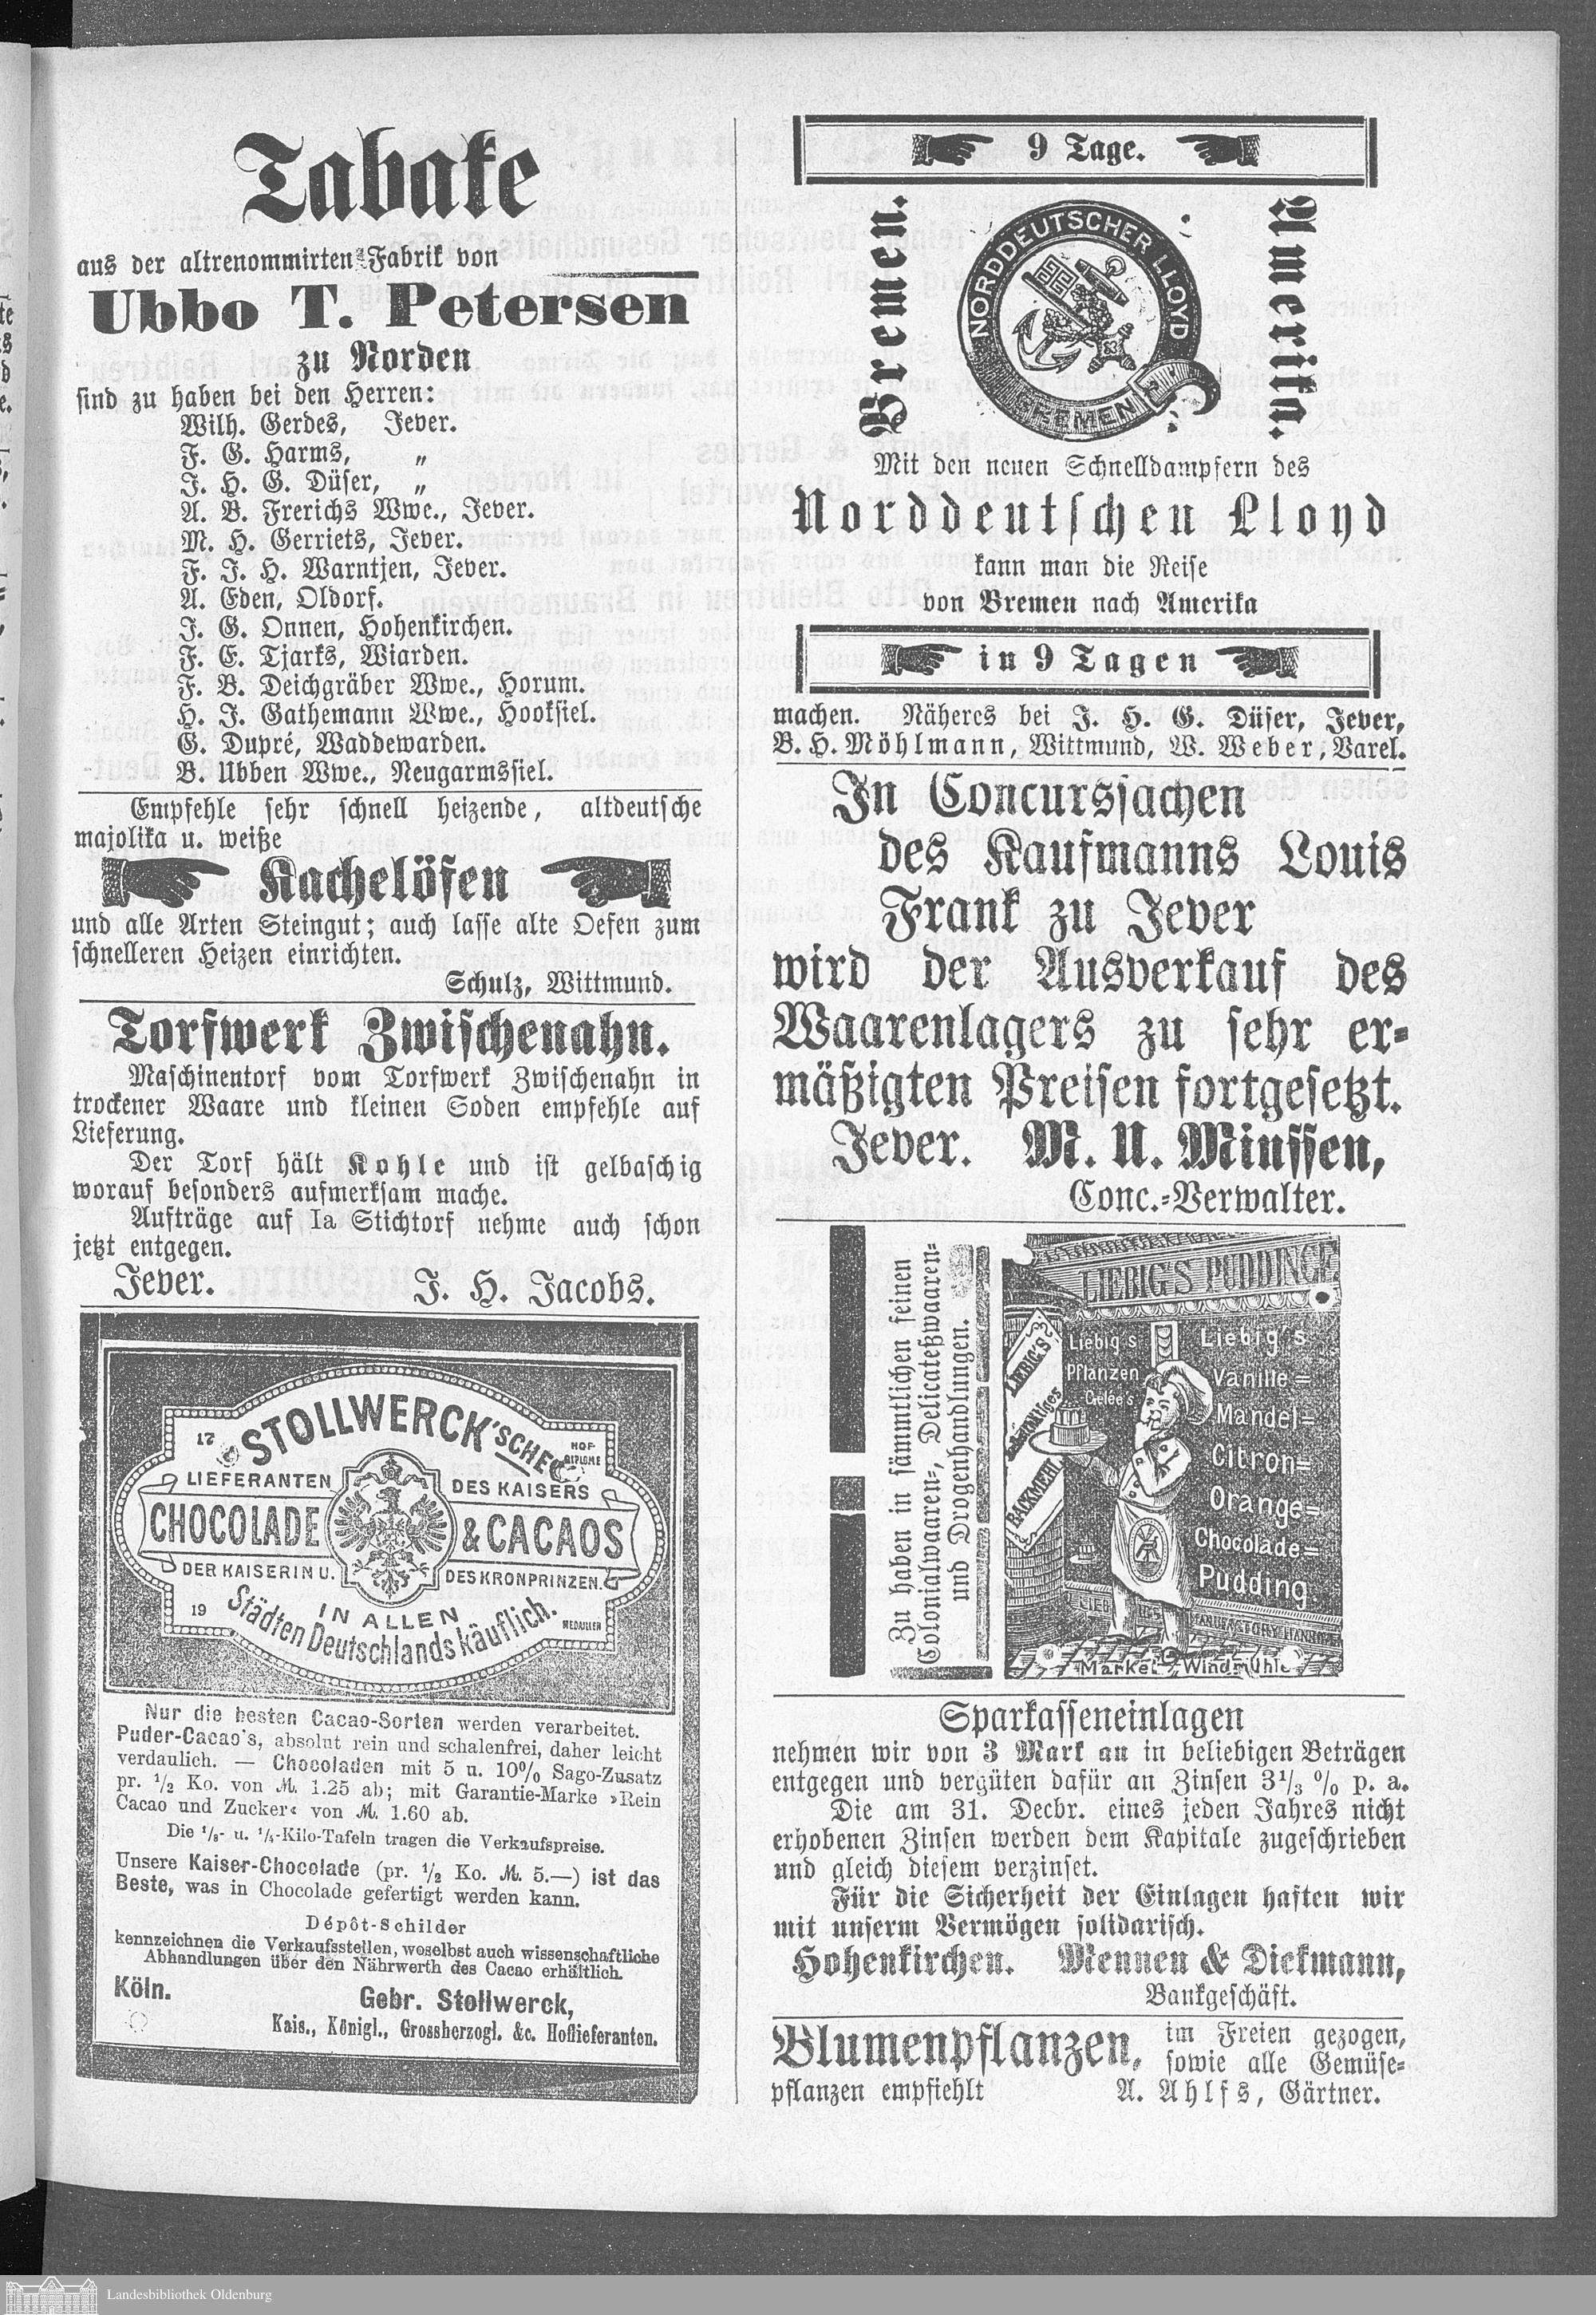 Tabake
aus der altrenommirten Fabrik von
Ubbo T. Petersen
zu Norden
sind zu haben bei den Herren:
Wilh. Gerdes, Jever.
F. G. Harms, „
J. H. G. Düser, „
A. B. Frerichs Wwe., Jever.
M. H. Gerriets, Jever.
F. J. H. Warntjen, Jever.
A. Eden, Oldorf.
J. G. Onnen, Hohenkirchen.
F. E. Tjarks, Wiarden.
F. B. Deichgräber Wwe., Horum.
H. J. Gathemann Wwe., Hooksiel.
G. Dupré, Waddewarden.
B. Ubben Wwe., Neugarmssiel.
Empfehle sehr schnell heizende, altdeutsche
majolika u. weiße
Kachelöfen
und alle Arten Steingut; auch lasse alte Oefen zum
schnelleren Heizen einrichten.
Schulz, Wittmund.
Torfwerk Zwischenahn.
Maschinentorf vom Torfwerk Zwischenahn in
trockener Waare und kleinen Soden empfehle auf
Lieferung.
Der Torf hält Kohle und ist gelbaschig
worauf besonders aufmerksam mache.
Aufträge auf Ia Stichtorf nehme auch schon
jetzt entgegen.
Jever. J. H. Jacobs.
17 STOLLWERCK'SCHE HOF-DIPLOME
LIEFERANTEN DES KAISERS
CHOCOLADE & CACAOS
DER KAISERIN U. DES KRONPRINZEN.
19 IN ALLEN MEDAILLEN
Städten Deutschlands käuflich.
Nur die besten Cacao-Sorten werden verarbeitet.
Puder-Cacao's, absolut rein und schalenfrei, daher leicht
verdaulich. — Chocoladen mit 5 u. 10% Sago-Zusatz
pr. 1/2 Ko. von M. 1.25 ab; mit Garantie-Marke »Rein
Cacao und Zucker« von M. 1.60 ab.
Die 1/8- u. 1/4-Kilo-Tafeln tragen die Verkaufspreise.
Unsere Kaiser-Chocolade (pr. 1/2 Ko. M. 5.—) ist das
Beste, was in Chocolade gefertigt werden kann.
Dépôt-Schilder
kennzeichnen die Verkaufsstellen, woselbst auch wissenschaftliche
Abhandlungen über den Nährwerth des Cacao erhältlich.
Köln. Gebr. Stollwerck,
Kais., Königl., Grossherzogl. &c. Hoflieferanten.
9 Tage.
Bremen.
NORDDEUTSCHER LLOYD
BREMEN
Amerika.
Mit den neuen Schnelldampfern des
Norddeutschen Lloyd
kann man die Reise
von Bremen nach Amerika
in 9 Tagen
machen. Näheres bei J. H. G. Düser, Jever,
B. H. Möhlmann, Wittmund, W. Weber, Varel.
In Concurssachen
des Kaufmanns Louis
Frank zu Jever
wird der Ausverkauf des
Waarenlagers zu sehr er-
mäßigten Preisen fortgesetzt.
Jever. M. U. Minssen,
Conc.-Verwalter.
Zu haben in sämmtlichen feinen
Colonialwaaren-, Delicateßwaaren-
und Drogenhandlungen.
LIEBIG'S PUDDING
LIEBIG'S
BACKMEHL
Liebig's
Pflanzen
Gelée's
Liebig's
Vanille-
Mandel-
Citron-
Orange-
Chocolade-
Pudding
MANUFACTORY HANN
Marke: Windmühle
Sparkasseneinlagen
nehmen wir von 3 Mark an in beliebigen Beträgen
entgegen und vergüten dafür an Zinsen 3 1/3 % p. a.
Die am 31. Decbr. eines jeden Jahres nicht
erhobenen Zinsen werden dem Kapitale zugeschrieben
und gleich diesem verzinset.
Für die Sicherheit der Einlagen haften wir
mit unserm Vermögen solidarisch.
Hohenkirchen. Mennen & Diekmann,
Bankgeschäft.
Blumenpflanzen, im Freien gezogen,
sowie alle Gemüse-
pflanzen empfiehlt A. Ahlfs, Gärtner.
Landesbibliothek Oldenburg